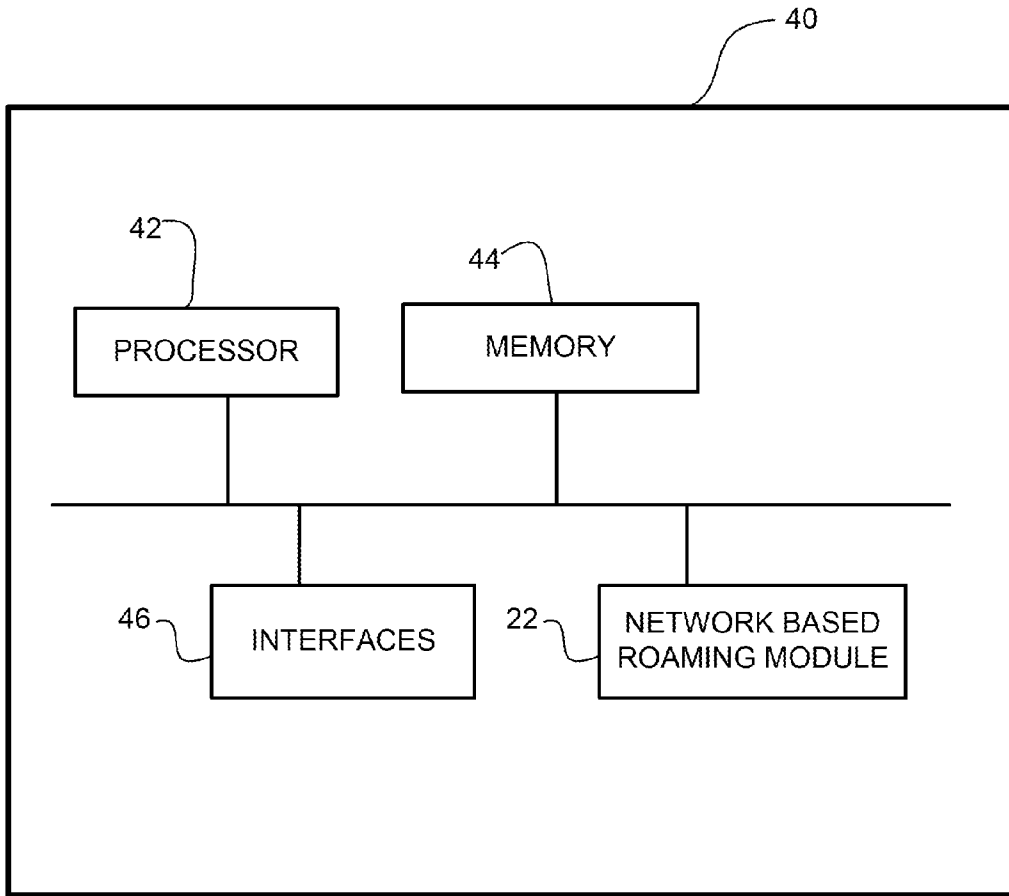 40
42
44
PROCESSOR
MEMORY
46
INTERFACES
22
NETWORK BASED
ROAMING MODULE